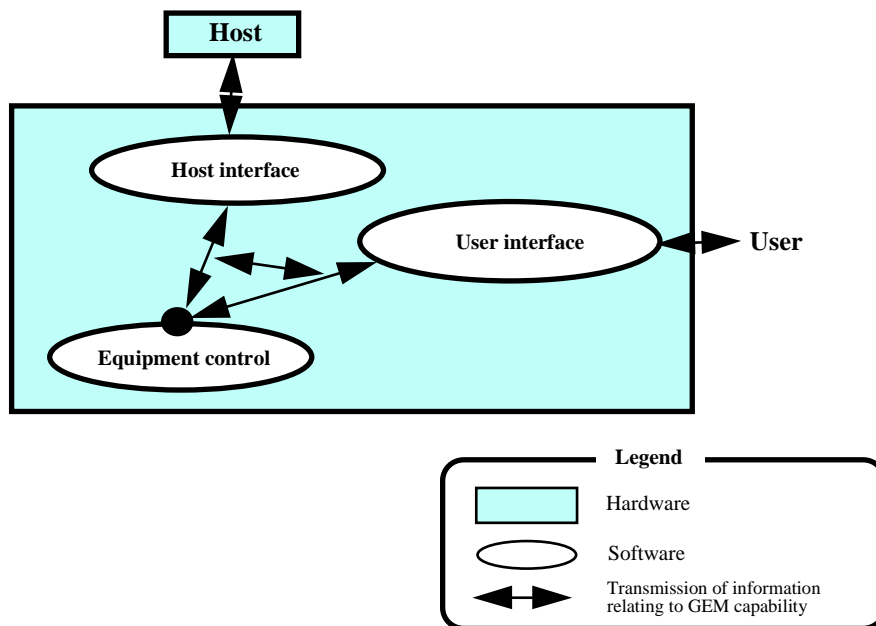 Host
Host interface
User interface
User
Equipment control
Legend
Hardware
Software
Transmission of information
relating to GEM capability